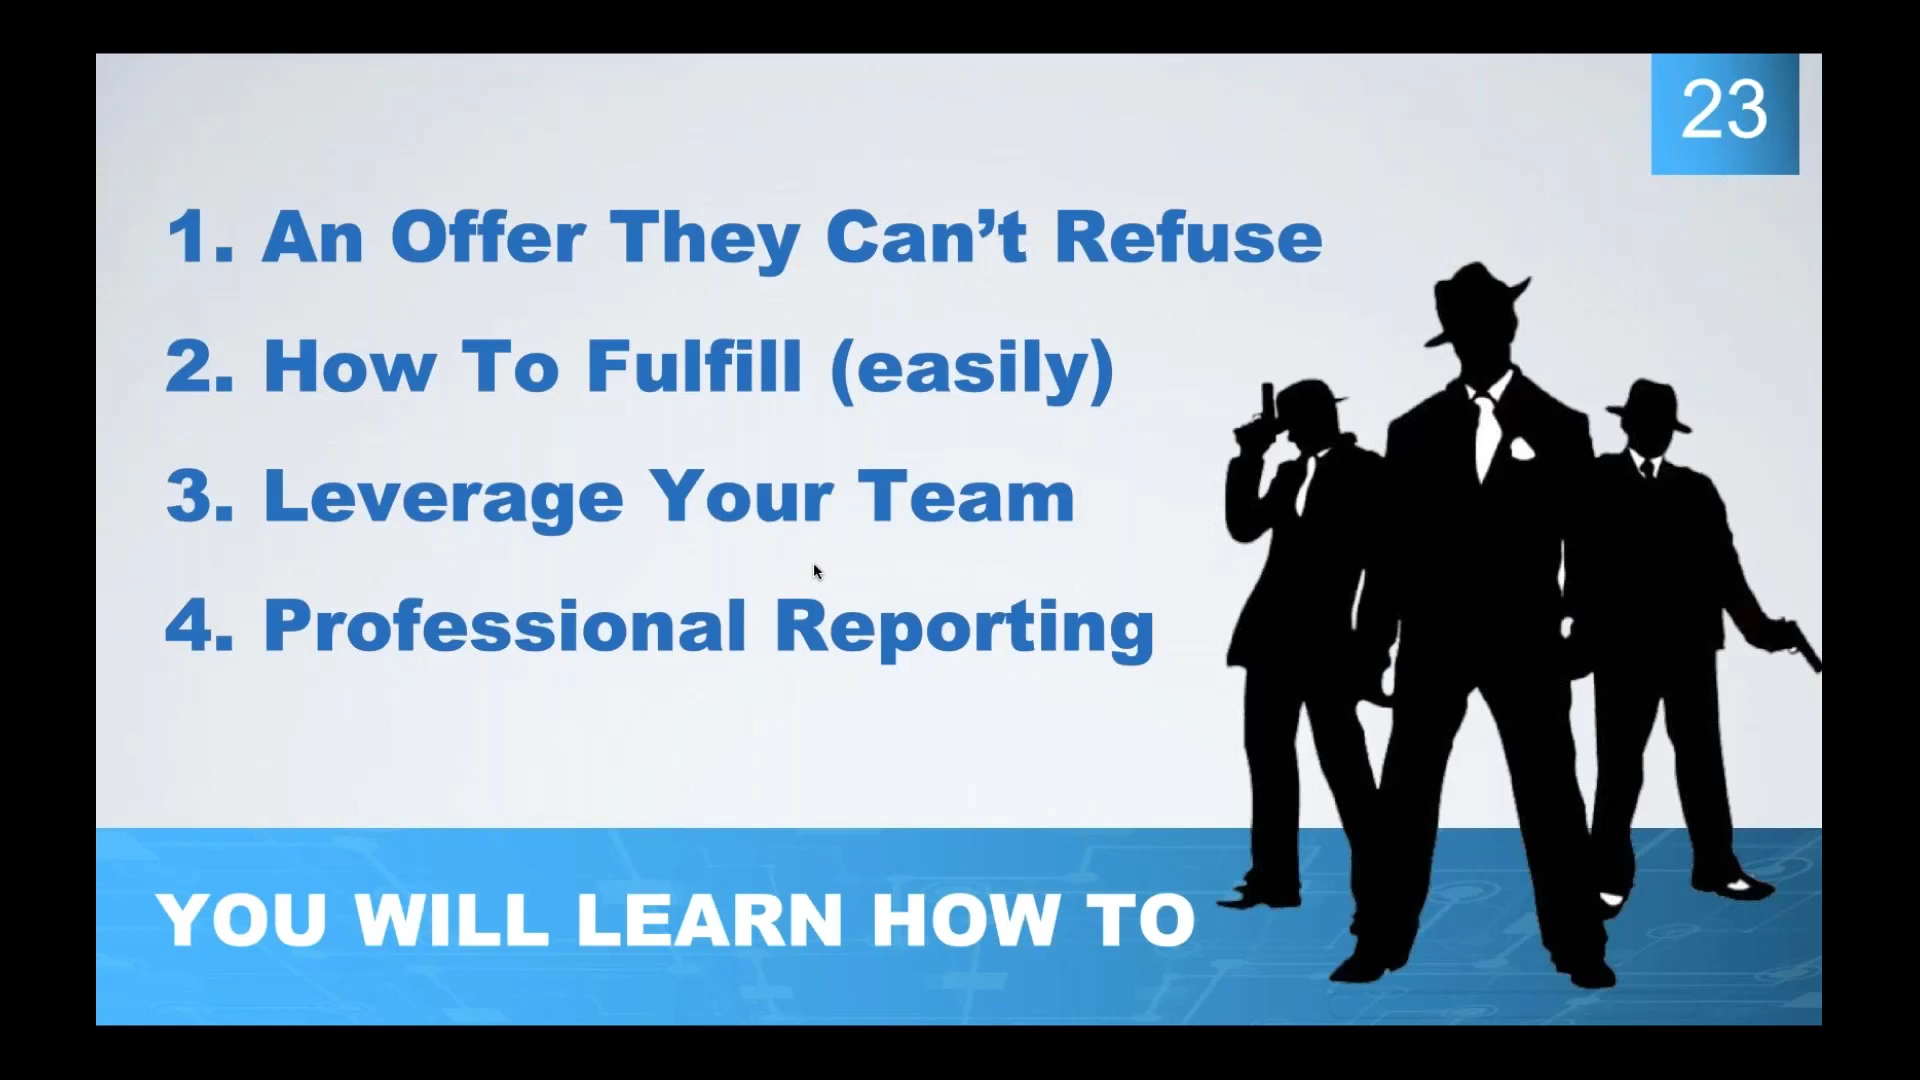 23
1. An Offer They Can’t Refuse
2. How To Fulfill (easily)
3. Leverage Your Team
4. Professional Reporting
YOU WILL LEARN HOW TO